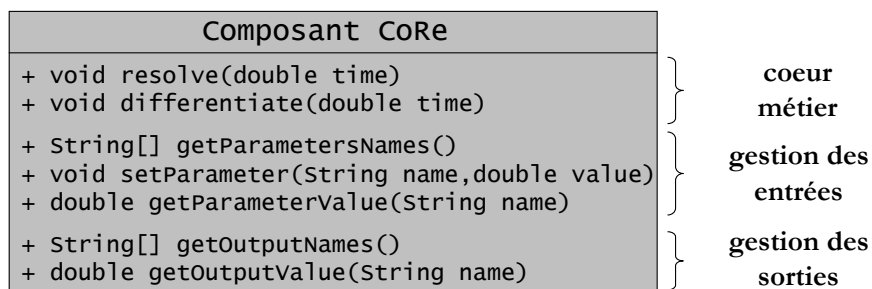 Composant CoRe
+ void resolve(double time)
+ void differentiate(double time)
coeur
métier
+ String[] getParametersNames()
+ void setParameter(String name,double value)
+ double getParameterValue(String name)
gestion des
entrées
+ String[] getOutputNames()
+ double getOutputValue(String name)
gestion des
sorties